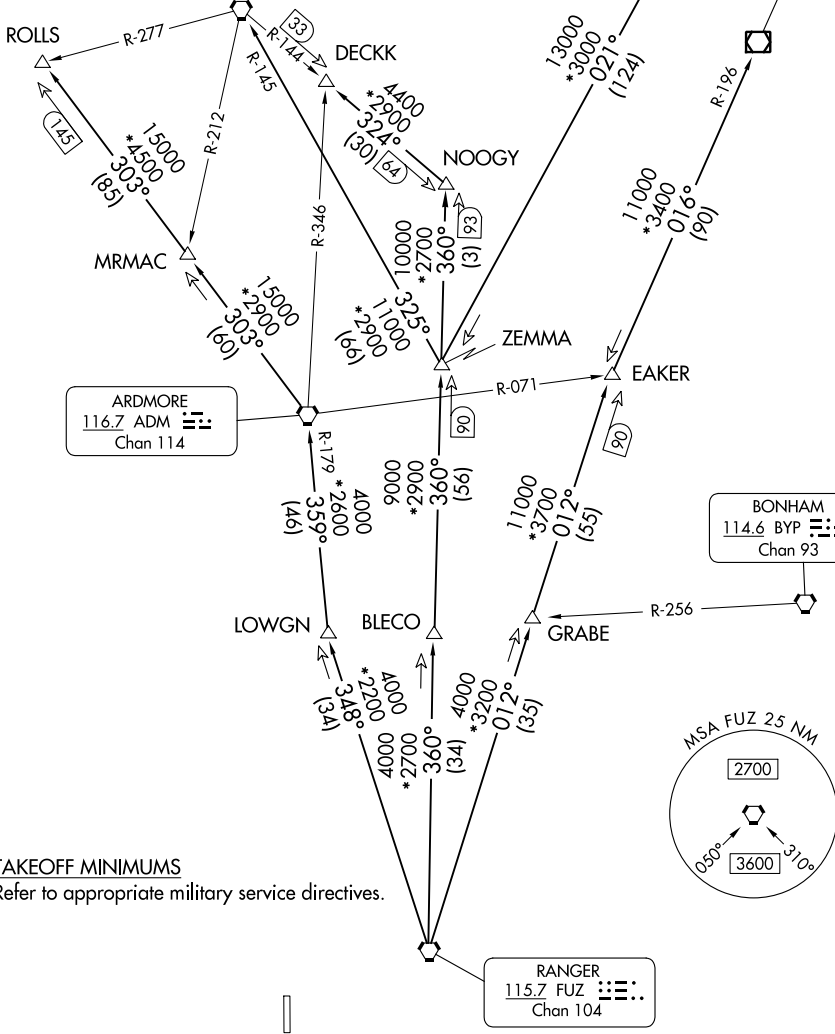 ROLLS
R-277
33
R-144
DECKK
R-145
13000
*3000
021°
(124)
R-196
145
15000
*4500
303°
(85)
R-212
4400
*2900
324°
(30)
64
NOOGY
93
11000
*3400
016°
(90)
R-346
MRMAC
10000
*2700
360°
(3)
15000
*2900
303°
(60)
325°
11000
*2900
(66)
ZEMMA
EAKER
R-071
90
90
ARDMORE
116.7 ADM
Chan 114
R-179
4000
*2600
359°
(46)
9000
*2900
360°
(56)
11000
*3700
012°
(55)
BONHAM
114.6 BYP
Chan 93
R-256
LOWGN
BLECO
GRABE
4000
*2200
348°
(34)
4000
*2700
360°
(34)
4000
*3200
012°
(35)
MSA FUZ 25 NM
2700
050°
3600
310°
TAKEOFF MINIMUMS
Refer to appropriate military service directives.
RANGER
115.7 FUZ
Chan 104